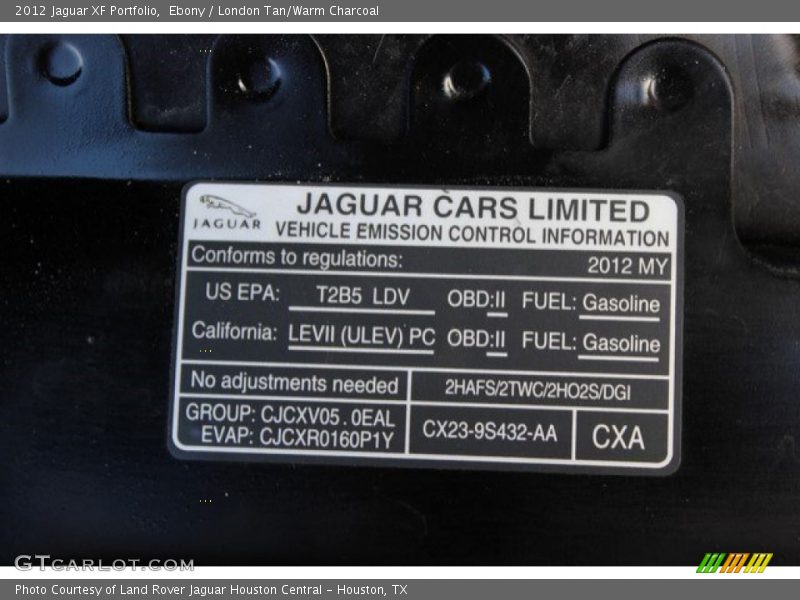 2012 Jaguar XF Portfolio, Ebony / London Tan/Warm Charcoal
JAGUAR
JAGUAR CARS LIMITED
VEHICLE EMISSION CONTROL INFORMATION
Conforms to regulations: 2012 MY
US EPA: T2B5 LDV OBD:II FUEL: Gasoline
California: LEVII (ULEV) PC OBD:II FUEL: Gasoline
No adjustments needed 2HAFS/2TWC/2HO2S/DGI
GROUP: CJCXV05.0EAL
EVAP: CJCXR0160P1Y
CX23-9S432-AA CXA
GTCARLOT.COM
Photo Courtesy of Land Rover Jaguar Houston Central - Houston, TX